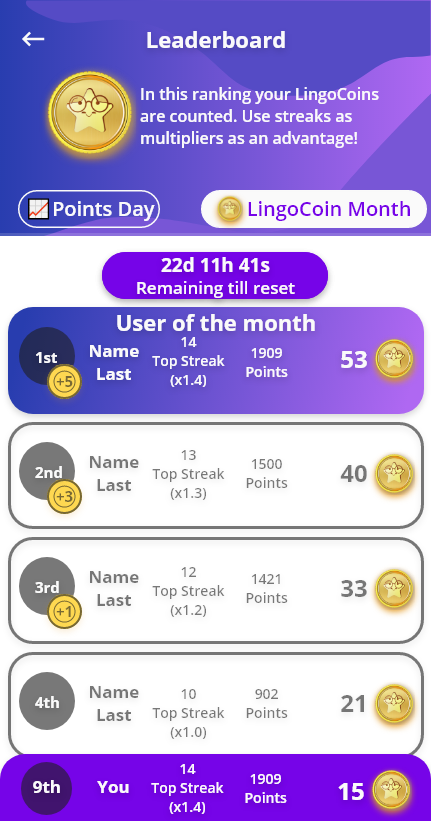 Leaderboard
In this ranking your LingoCoins
are counted. Use streaks as
multipliers as an advantage!
Points Day
LingoCoin Month
22d 11h 41s
Remaining till reset
User of the month
1st
+5
Name
Last
14
Top Streak
(x1.4)
1909
Points
53
2nd
+3
Name
Last
13
Top Streak
(x1.3)
1500
Points
40
3rd
+1
Name
Last
12
Top Streak
(x1.2)
1421
Points
33
4th
Name
Last
10
Top Streak
(x1.0)
902
Points
21
9th
You
14
Top Streak
(x1.4)
1909
Points
15